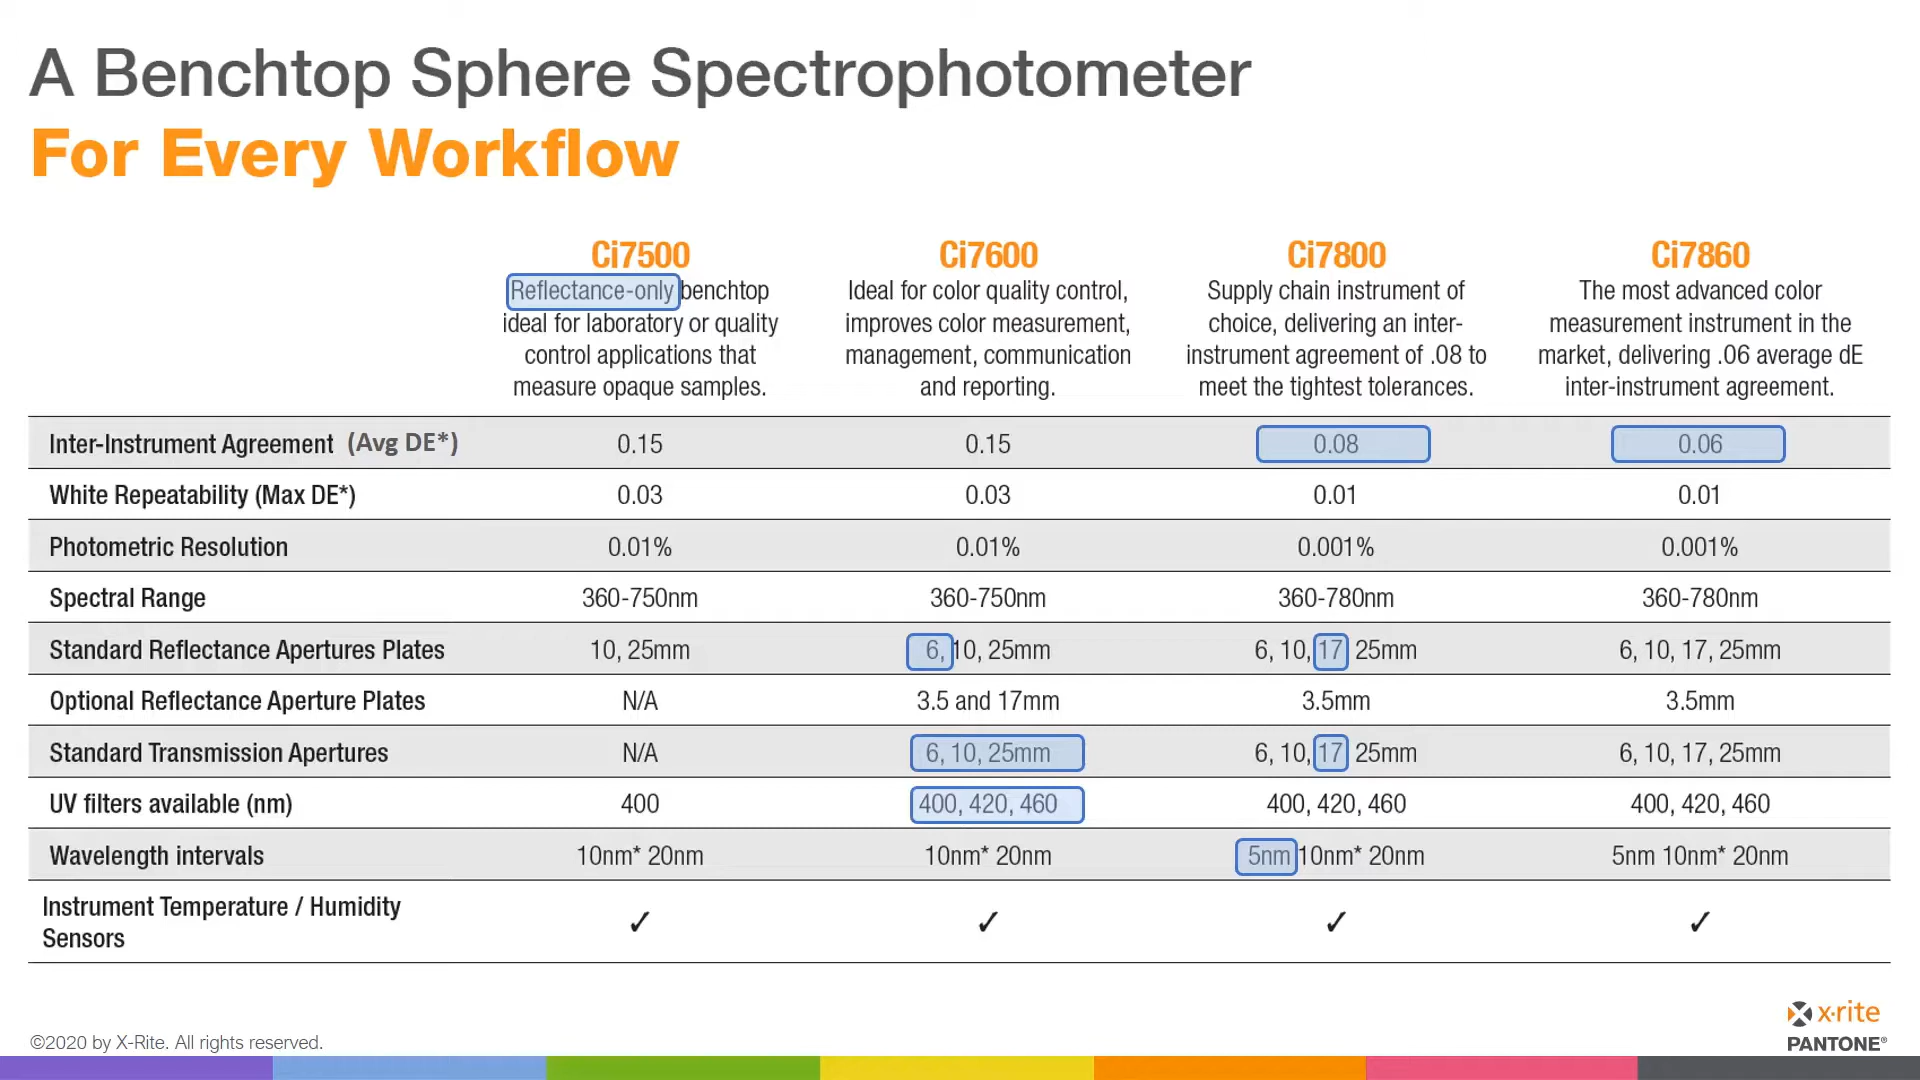 A Benchtop Sphere Spectrophotometer
For Every Workflow
Ci7500
Reflectance-only benchtop
ideal for laboratory or quality
control applications that
measure opaque samples.
Ci7600
Ideal for color quality control,
improves color measurement,
management, communication
and reporting.
Ci7800
Supply chain instrument of
choice, delivering an inter-
instrument agreement of .08 to
meet the tightest tolerances.
Ci7860
The most advanced color
measurement instrument in the
market, delivering .06 average dE
inter-instrument agreement.
Inter-Instrument Agreement (Avg DE*) 0.15 0.15 0.08 0.06
White Repeatability (Max DE*) 0.03 0.03 0.01 0.01
Photometric Resolution 0.01% 0.01% 0.001% 0.001%
Spectral Range 360-750nm 360-750nm 360-780nm 360-780nm
Standard Reflectance Apertures Plates 10, 25mm 6, 10, 25mm 6, 10, 17, 25mm 6, 10, 17, 25mm
Optional Reflectance Aperture Plates N/A 3.5 and 17mm 3.5mm 3.5mm
Standard Transmission Apertures N/A 6, 10, 25mm 6, 10, 17, 25mm 6, 10, 17, 25mm
UV filters available (nm) 400 400, 420, 460 400, 420, 460 400, 420, 460
Wavelength intervals 10nm* 20nm 10nm* 20nm 5nm 10nm* 20nm 5nm 10nm* 20nm
Instrument Temperature / Humidity
Sensors ✓ ✓ ✓ ✓
x·rite
PANTONE®
©2020 by X-Rite. All rights reserved.